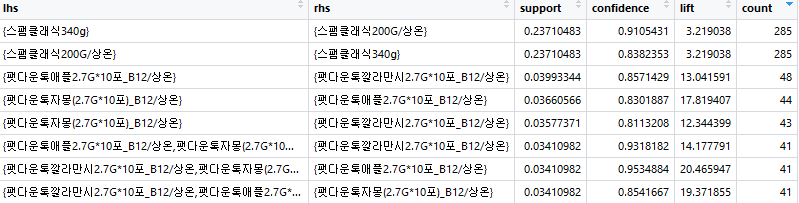 lhs rhs support confidence lift count
{스팸클래식340g} {스팸클래식200G/상온} 0.23710483 0.9105431 3.219038 285
{스팸클래식200G/상온} {스팸클래식340g} 0.23710483 0.8382353 3.219038 285
{팻다운톡애플2.7G*10포_B12/상온} {팻다운톡깔라만시2.7G*10포_B12/상온} 0.03993344 0.8571429 13.041591 48
{팻다운톡자몽(2.7G*10포)_B12/상온} {팻다운톡애플2.7G*10포_B12/상온} 0.03660566 0.8301887 17.819407 44
{팻다운톡자몽(2.7G*10포)_B12/상온} {팻다운톡깔라만시2.7G*10포_B12/상온} 0.03577371 0.8113208 12.344399 43
{팻다운톡애플2.7G*10포_B12/상온,팻다운톡자몽(2.7G*10... {팻다운톡깔라만시2.7G*10포_B12/상온} 0.03410982 0.9318182 14.177791 41
{팻다운톡깔라만시2.7G*10포_B12/상온,팻다운톡자몽(2.7G... {팻다운톡애플2.7G*10포_B12/상온} 0.03410982 0.9534884 20.465947 41
{팻다운톡깔라만시2.7G*10포_B12/상온,팻다운톡애플2.7G*... {팻다운톡자몽(2.7G*10포)_B12/상온} 0.03410982 0.8541667 19.371855 41